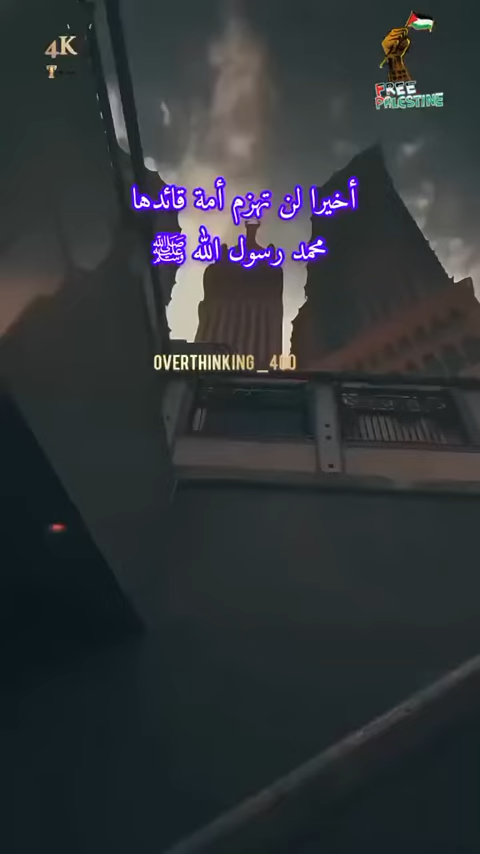 4K
FREE
PALESTINE
أخيرا لن تهزم أمة قائدها
محمد رسول الله ﷺ
OVERTHINKING_400